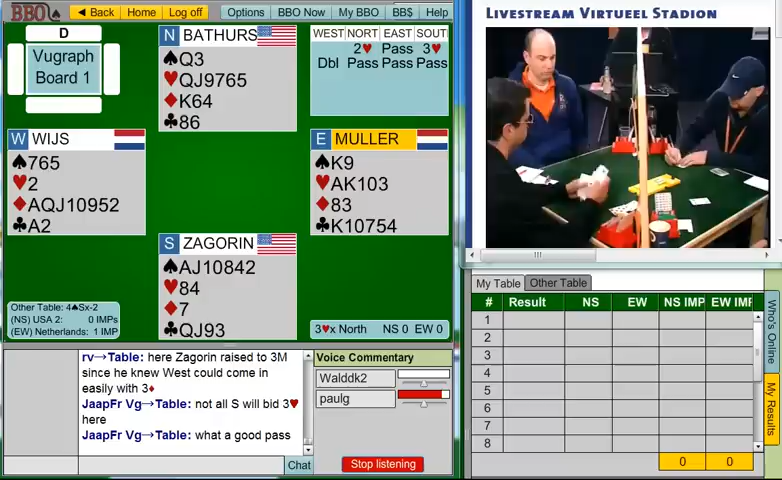 BBO♠
◄ Back
Home
Log off
Options
BBO Now
My BBO
BB$
Help
D
Vugraph
Board 1
N BATHURS
♠Q3
♥QJ9765
♦K64
♣86
WEST NORT EAST SOUT
2♥ Pass 3♥
Dbl Pass Pass Pass
W WIJS
♠765
♥2
♦AQJ10952
♣A2
E MULLER
♠K9
♥AK103
♦83
♣K10754
S ZAGORIN
♠AJ10842
♥84
♦7
♣QJ93
Other Table: 4♠Sx-2
(NS) USA 2: 0 IMPs
(EW) Netherlands: 1 IMP
3♥x North NS 0 EW 0
rv→Table: here Zagorin raised to 3M
since he knew West could come in
easily with 3♦
JaapFr Vg→Table: not all S will bid 3♥
here
JaapFr Vg→Table: what a good pass
Chat
Voice Commentary
Walddk2
paulg
Stop listening
Livestream Virtueel Stadion
My Table
Other Table
# Result NS EW NS IMP EW IMF
1
2
3
4
5
6
7
8
0 0
Who's Online
My Results